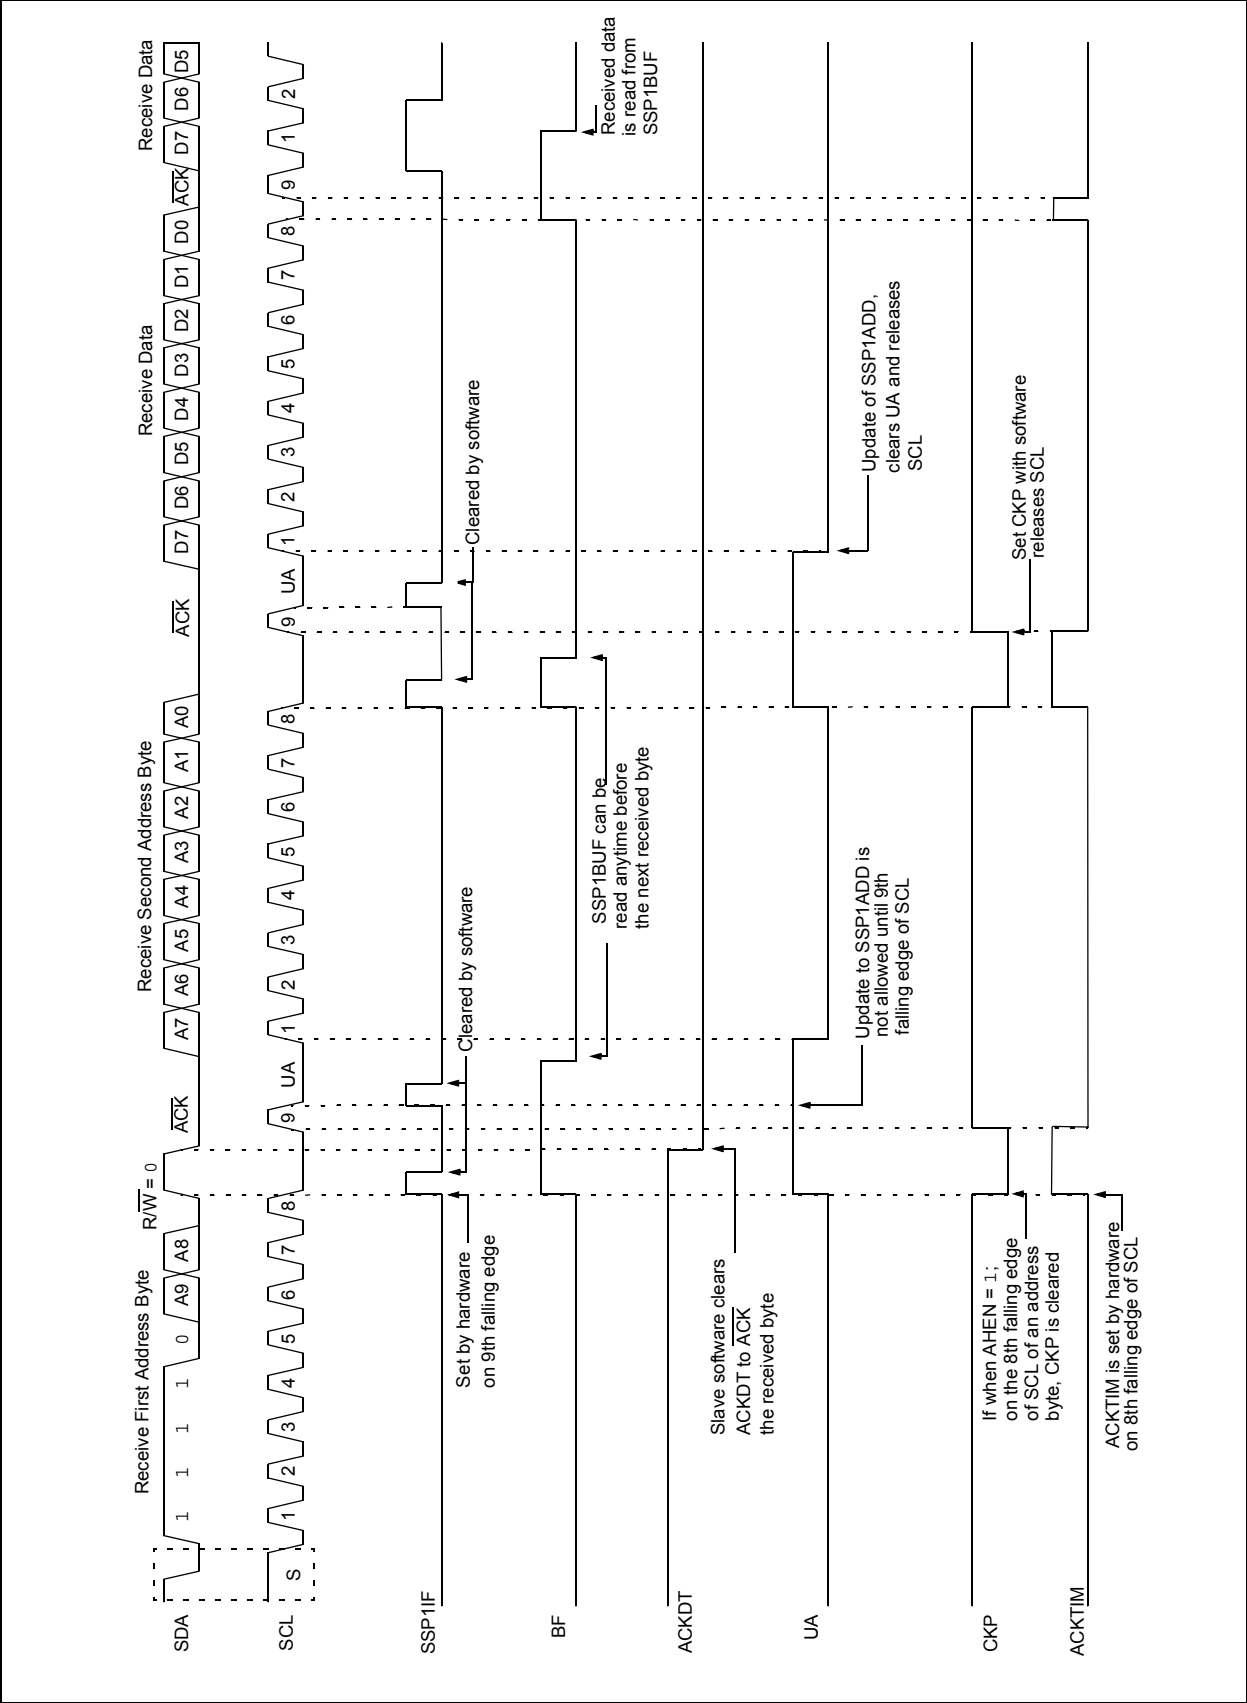 Receive First Address Byte
R/W = 0
Receive Second Address Byte
Receive Data
Receive Data
SDA
1 1 1 1 0 A9 A8 ACK A7 A6 A5 A4 A3 A2 A1 A0 ACK D7 D6 D5 D4 D3 D2 D1 D0 ACK D7 D6 D5
SCL
S 1 2 3 4 5 6 7 8 9 UA 1 2 3 4 5 6 7 8 9 UA 1 2 3 4 5 6 7 8 9 1 2
SSP1IF
Set by hardware
on 9th falling edge
Cleared by software
Cleared by software
BF
SSP1BUF can be
read anytime before
the next received byte
Received data
is read from
SSP1BUF
ACKDT
Slave software clears
ACKDT to ACK
the received byte
UA
Update to SSP1ADD is
not allowed until 9th
falling edge of SCL
Update of SSP1ADD,
clears UA and releases
SCL
CKP
If when AHEN = 1;
on the 8th falling edge
of SCL of an address
byte, CKP is cleared
Set CKP with software
releases SCL
ACKTIM
ACKTIM is set by hardware
on 8th falling edge of SCL